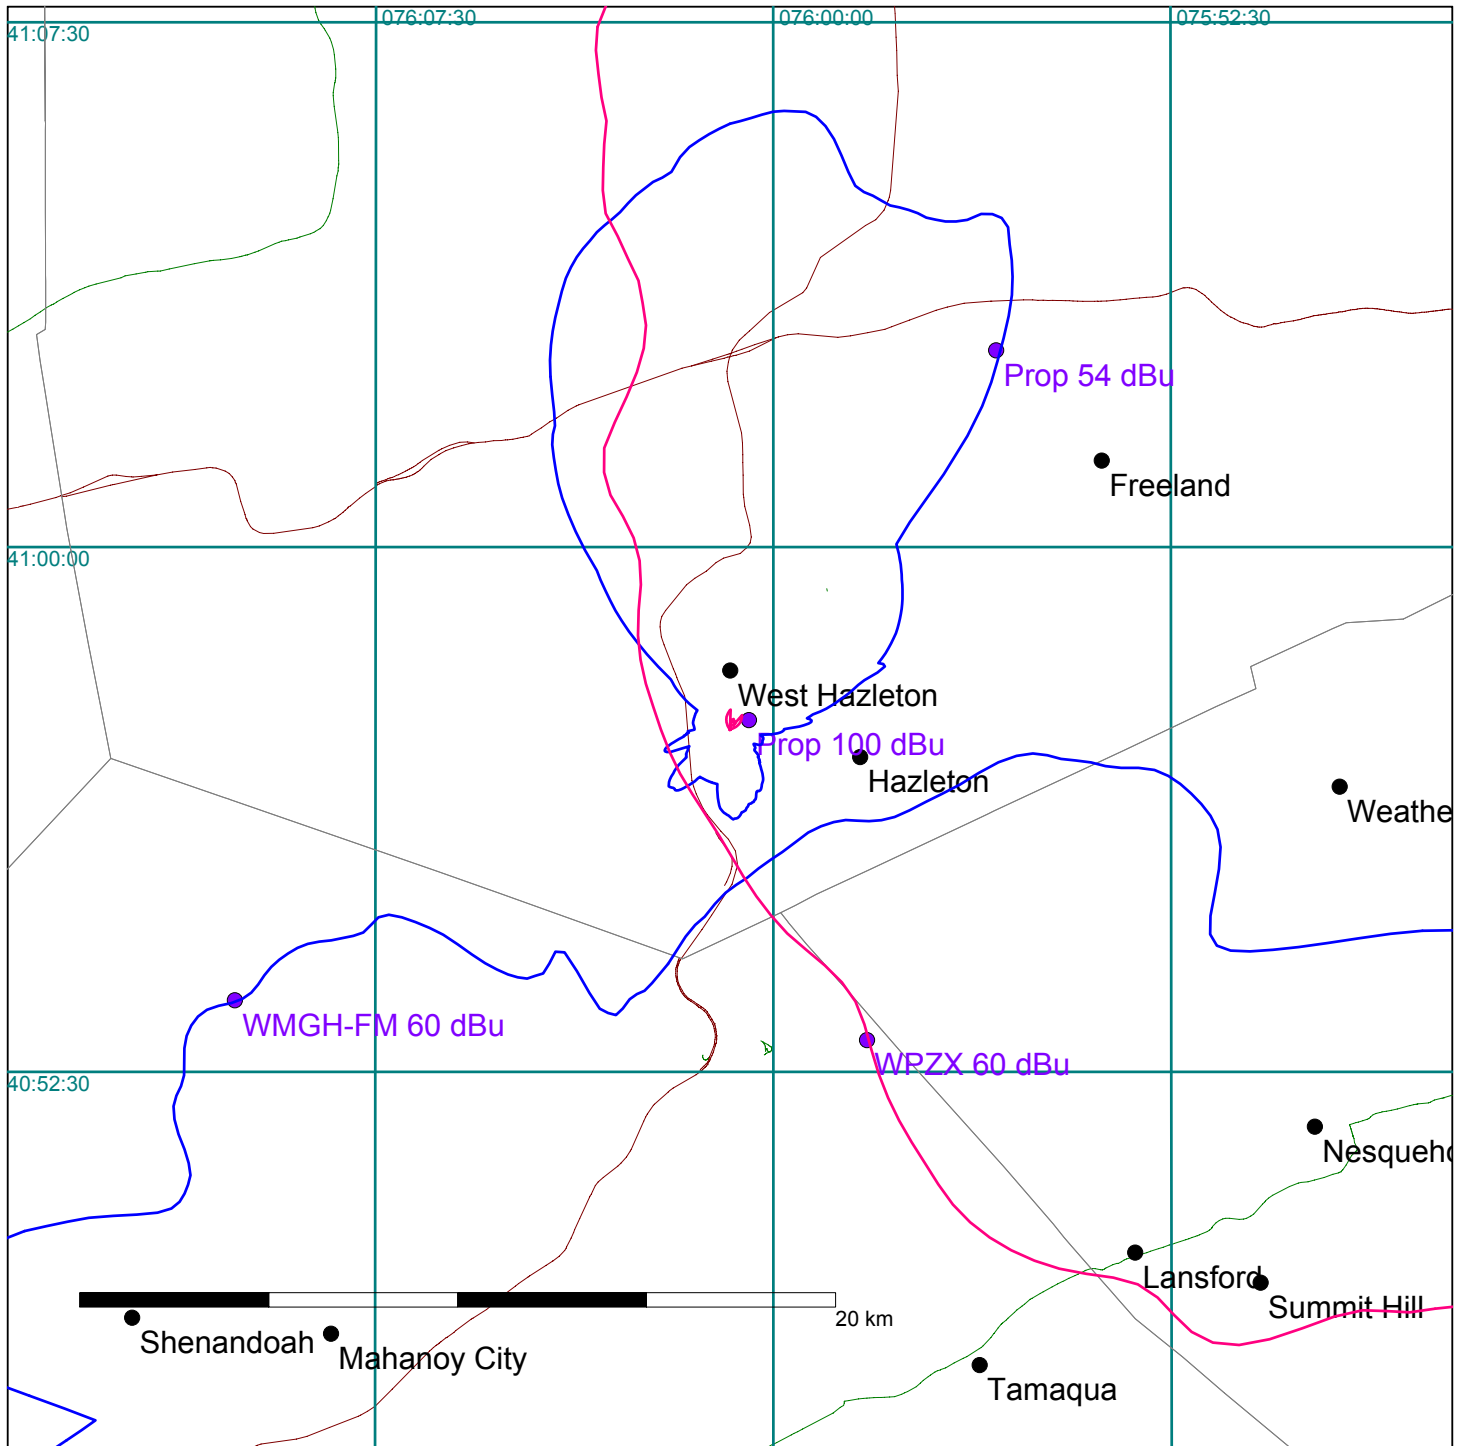 076:07:30
076:00:00
075:52:30
41:07:30
Prop 54 dBu
Freeland
41:00:00
West Hazleton
Prop 100 dBu
Hazleton
Weathe
WMGH-FM 60 dBu
WPZX 60 dBu
40:52:30
Nesqueho
Lansford
Summit Hill
20 km
Shenandoah
Mahanoy City
Tamaqua